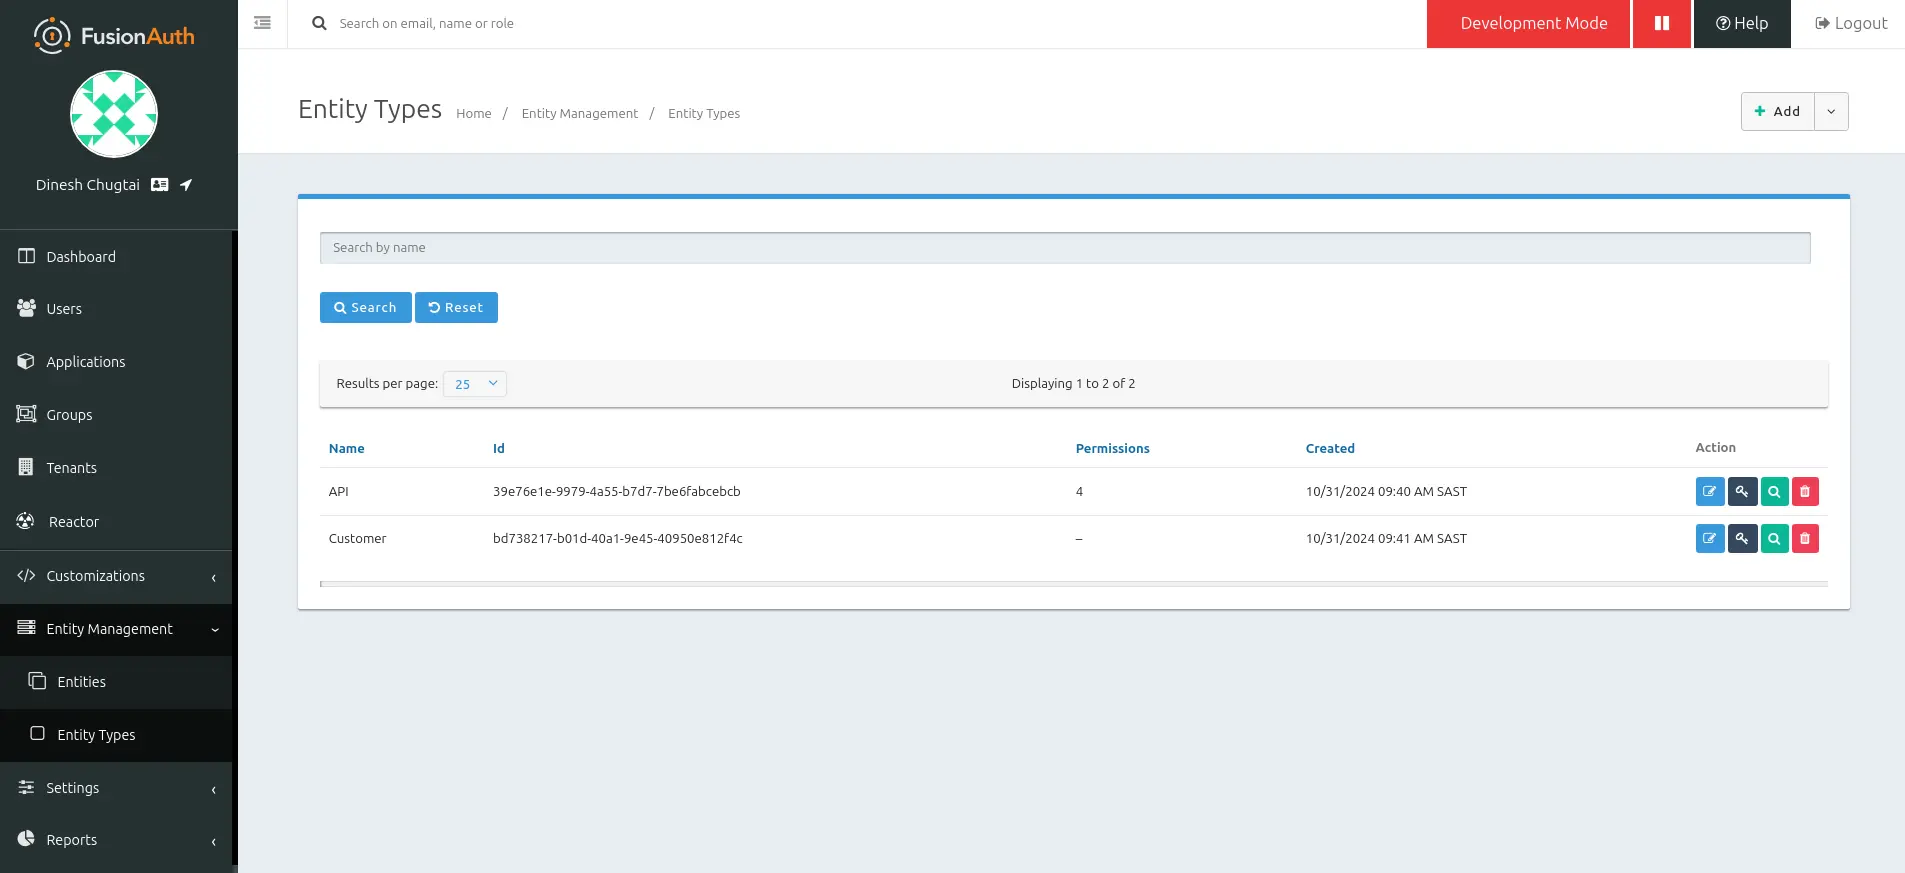 FusionAuth
Dinesh Chugtai
Dashboard
Users
Applications
Groups
Tenants
Reactor
Customizations
Entity Management
Entities
Entity Types
Settings
Reports
Search on email, name or role
Development Mode
Help
Logout
Entity Types Home / Entity Management / Entity Types
Add
Search by name
Search Reset
Results per page: 25 Displaying 1 to 2 of 2
Name Id Permissions Created Action
API 39e76e1e-9979-4a55-b7d7-7be6fabcebcb 4 10/31/2024 09:40 AM SAST
Customer bd738217-b01d-40a1-9e45-40950e812f4c – 10/31/2024 09:41 AM SAST